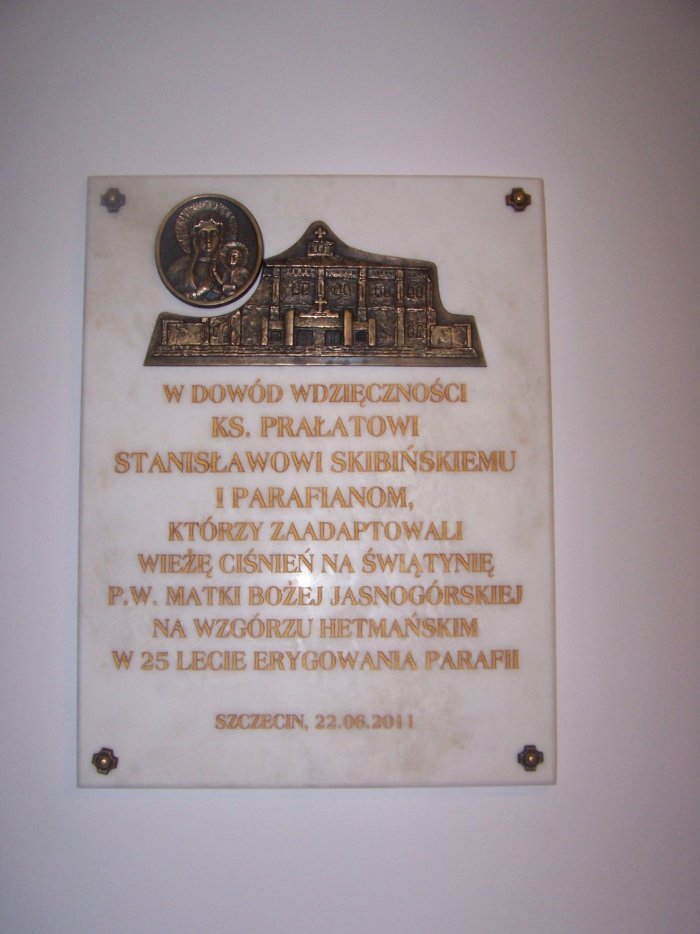 W DOWÓD WDZIĘCZNOŚCI
KS. PRAŁATOWI
STANISŁAWOWI SKIBIŃSKIEMU
I PARAFIANOM,
KTÓRZY ZAADAPTOWALI
WIEŻĘ CIŚNIEŃ NA ŚWIĄTYNIĘ
P.W. MATKI BOŻEJ JASNOGÓRSKIEJ
NA WZGÓRZU HETMAŃSKIM
W 25 LECIE ERYGOWANIA PARAFII
SZCZECIN, 22.06.2011